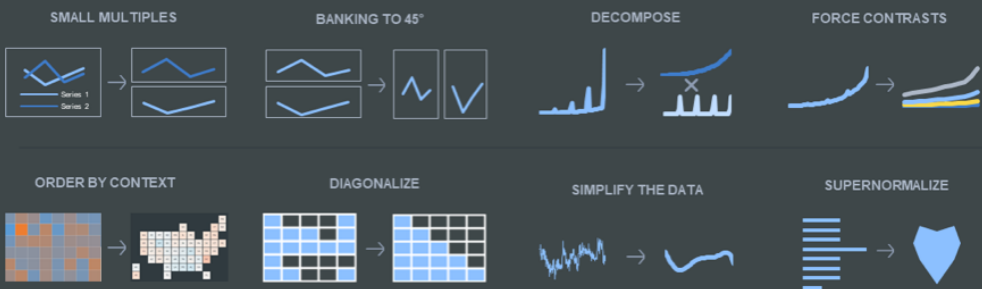 SMALL MULTIPLES
BANKING TO 45°
DECOMPOSE
FORCE CONTRASTS
Series 1
Series 2
ORDER BY CONTEXT
DIAGONALIZE
SIMPLIFY THE DATA
SUPERNORMALIZE